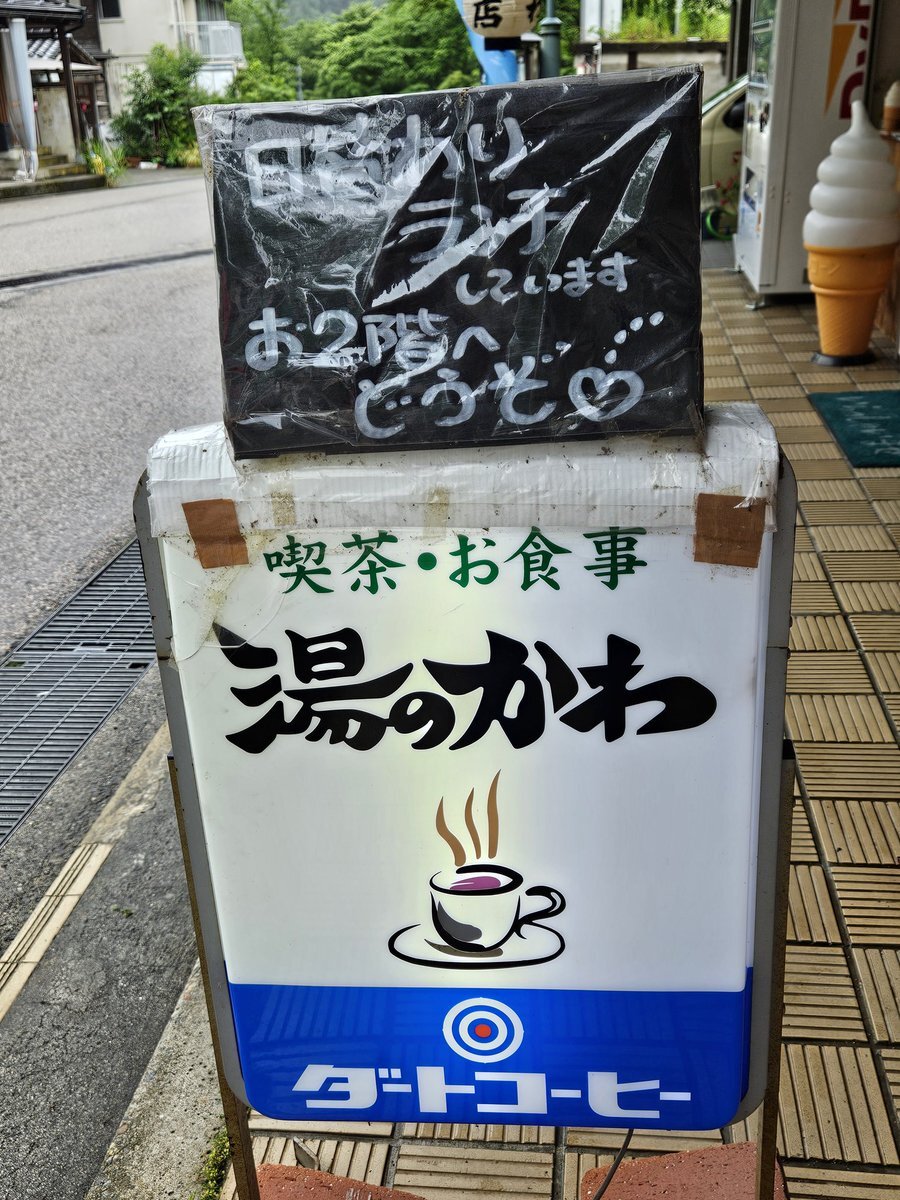 店
日替わり
ランチ
しています
お2階へ
どうぞ
喫茶・お食事
湯のかわ
ダートコーヒー